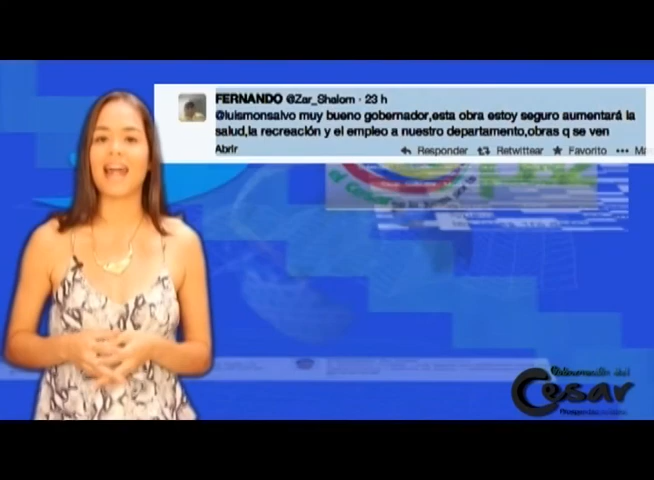 FERNANDO @Zar_Shalom · 23 h
@luismonsalvo muy bueno gobernador,esta obra estoy seguro aumentará la
salud,la recreación y el empleo a nuestro departamento,obras q se ven
Abrir
Responder Retwittear Favorito
Cesar